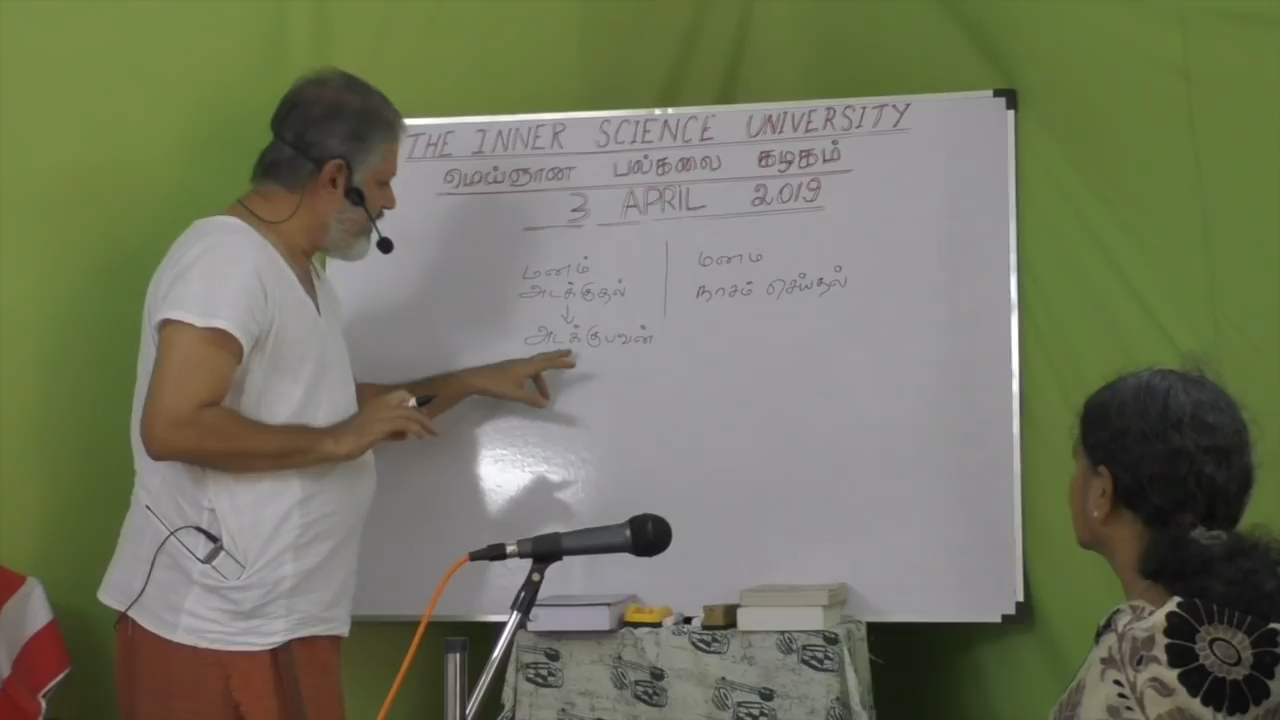 THE INNER SCIENCE UNIVERSITY
மெய்ஞான பல்கலை கழகம்
3 APRIL 2019
மனம்
அடக்குதல்
↓
அடக்குபவன்
மனம
நாசம் செய்தல்